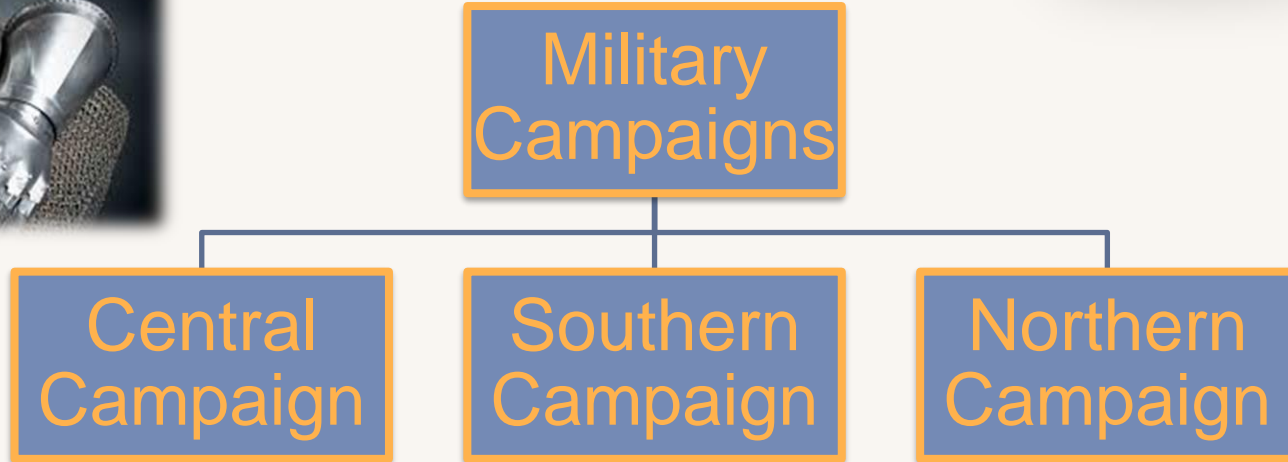 Military
Campaigns
Central
Campaign
Southern
Campaign
Northern
Campaign